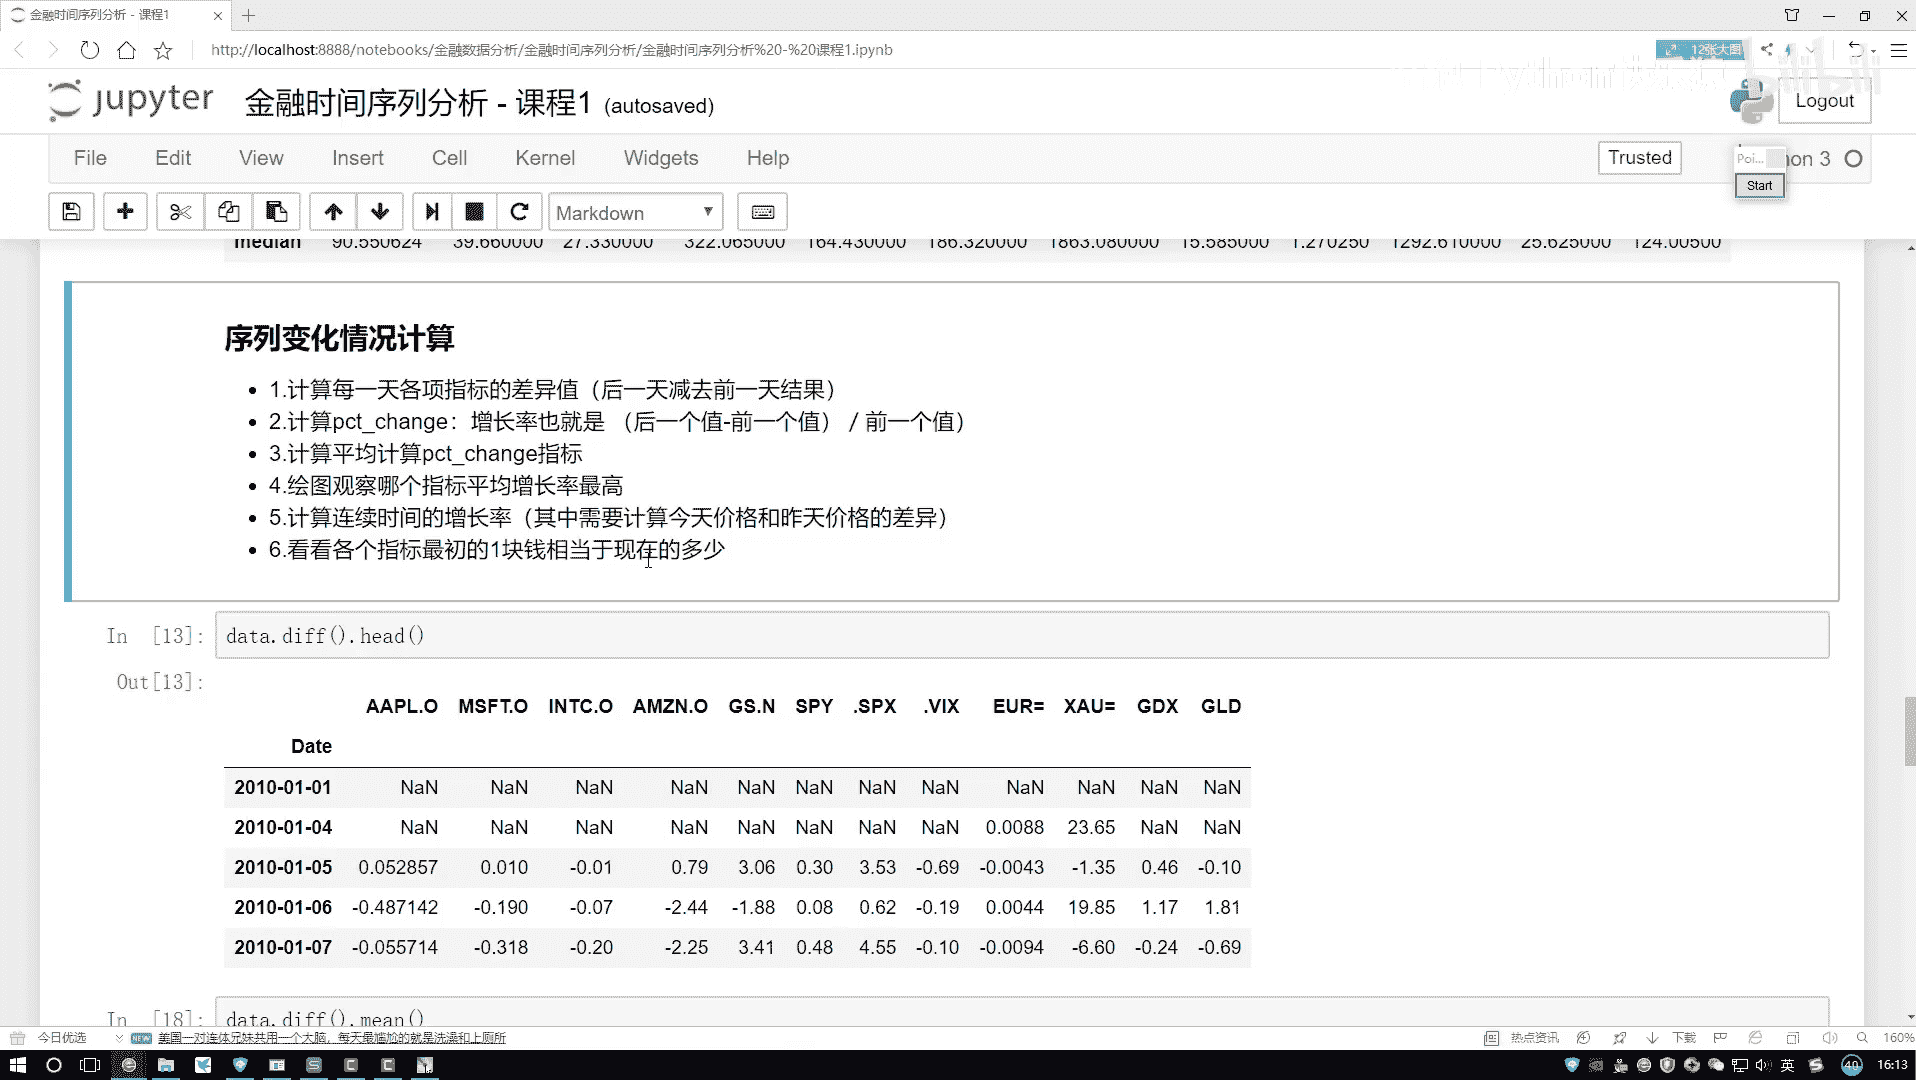 金融时间序列分析 - 课程1
http://localhost:8888/notebooks/金融数据分析/金融时间序列分析/金融时间序列分析%20-%20课程1.ipynb
12张大图
bilibili
jupyter 金融时间序列分析 - 课程1 (autosaved)
Logout
File Edit View Insert Cell Kernel Widgets Help
Trusted
Poi...
Start
Markdown
median 90.550624 39.660000 27.330000 322.065000 164.430000 186.320000 1863.080000 15.585000 1.270250 1292.610000 25.625000 124.00500
序列变化情况计算
1.计算每一天各项指标的差异值（后一天减去前一天结果）
2.计算pct_change：增长率也就是 （后一个值-前一个值） / 前一个值）
3.计算平均计算pct_change指标
4.绘图观察哪个指标平均增长率最高
5.计算连续时间的增长率（其中需要计算今天价格和昨天价格的差异）
6.看看各个指标最初的1块钱相当于现在的多少
In [13]: data.diff().head()
Out[13]:
AAPL.O MSFT.O INTC.O AMZN.O GS.N SPY .SPX .VIX EUR= XAU= GDX GLD
Date
2010-01-01 NaN NaN NaN NaN NaN NaN NaN NaN NaN NaN NaN NaN
2010-01-04 NaN NaN NaN NaN NaN NaN NaN NaN 0.0088 23.65 NaN NaN
2010-01-05 0.052857 0.010 -0.01 0.79 3.06 0.30 3.53 -0.69 -0.0043 -1.35 0.46 -0.10
2010-01-06 -0.487142 -0.190 -0.07 -2.44 -1.88 0.08 0.62 -0.19 0.0044 19.85 1.17 1.81
2010-01-07 -0.055714 -0.318 -0.20 -2.25 3.41 0.48 4.55 -0.10 -0.0094 -6.60 -0.24 -0.69
In [18]: data.diff().mean()
今日优选
NEW 美国一对连体兄妹共用一个大脑，每天最尴尬的就是洗澡和上厕所
热点资讯
下载
160%
英
40
16:13